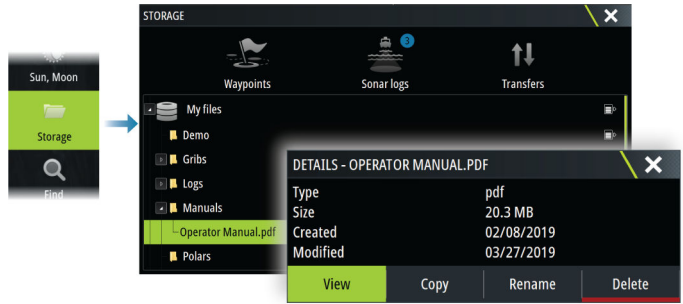 STORAGE
Sun, Moon
Storage
Find
3
Waypoints
Sonar logs
Transfers
My files
Demo
Gribs
Logs
Manuals
Operator Manual.pdf
Polars
DETAILS - OPERATOR MANUAL.PDF
Type pdf
Size 20.3 MB
Created 02/08/2019
Modified 03/27/2019
View Copy Rename Delete